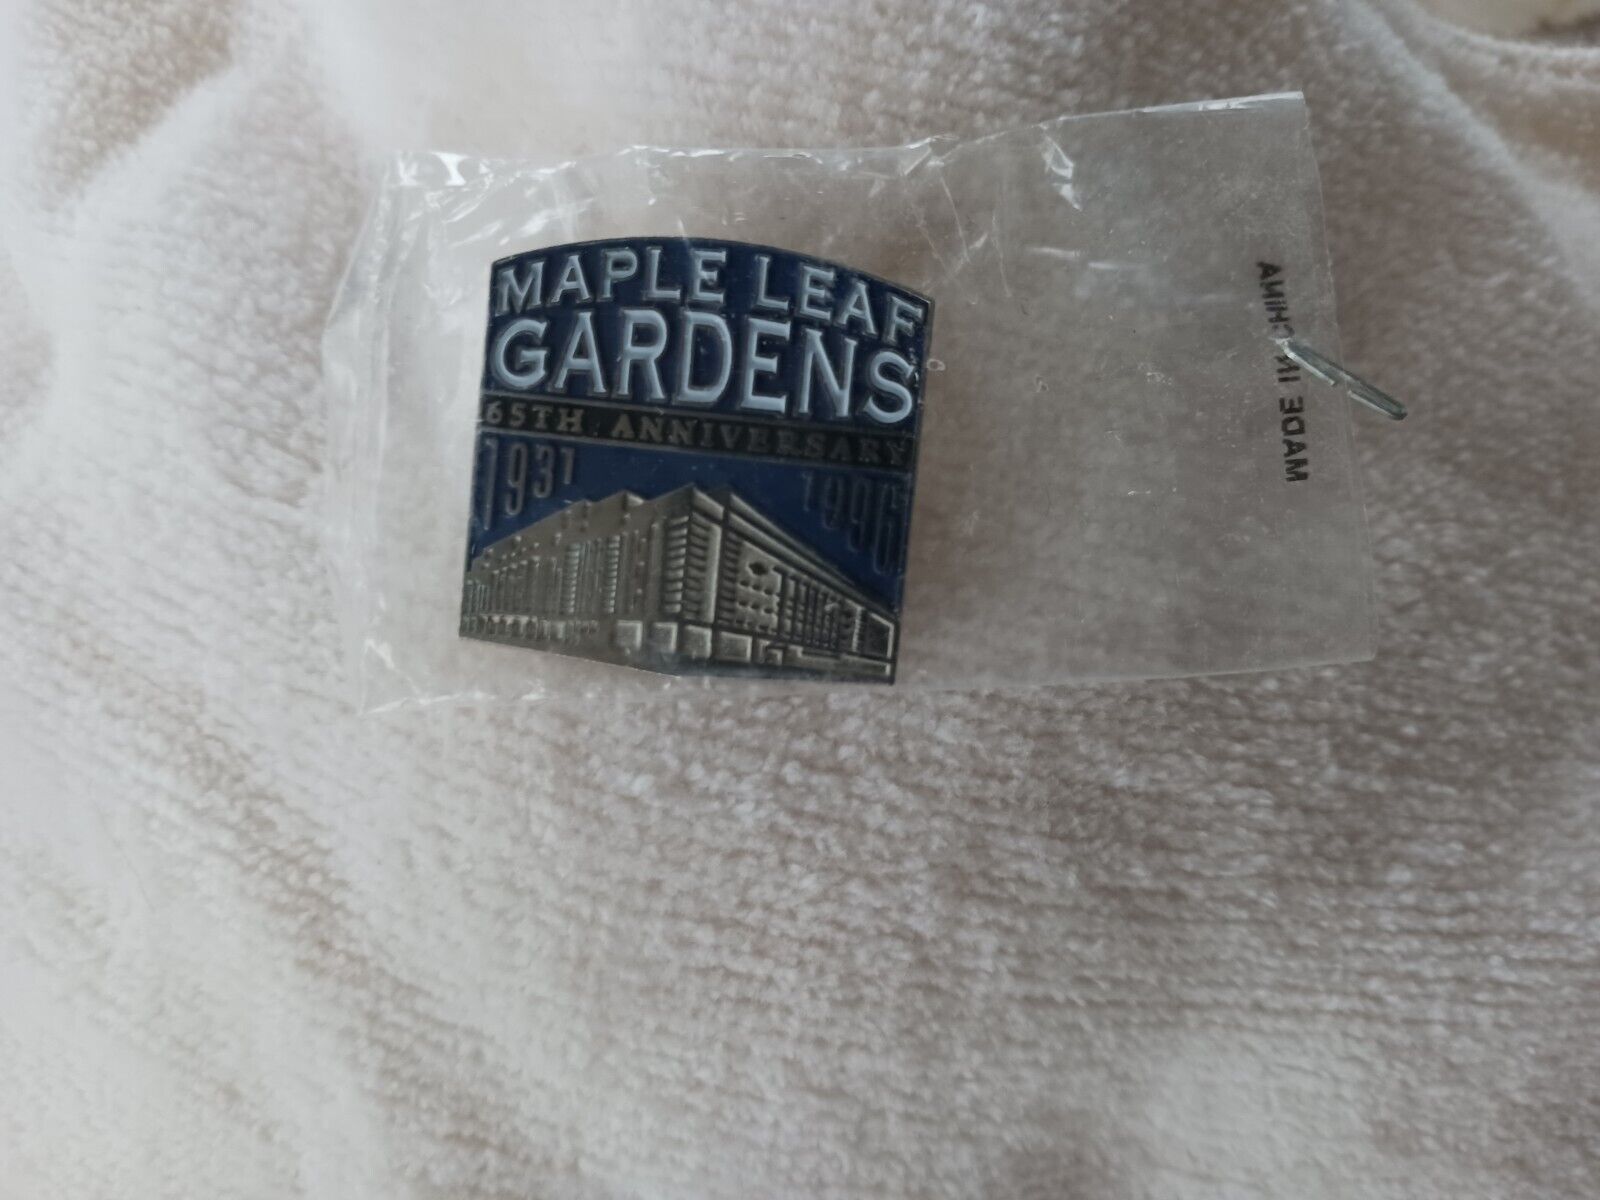 MAPLE LEAF
GARDENS
65TH ANNIVERSARY
1931 1996
MADE IN CHINA